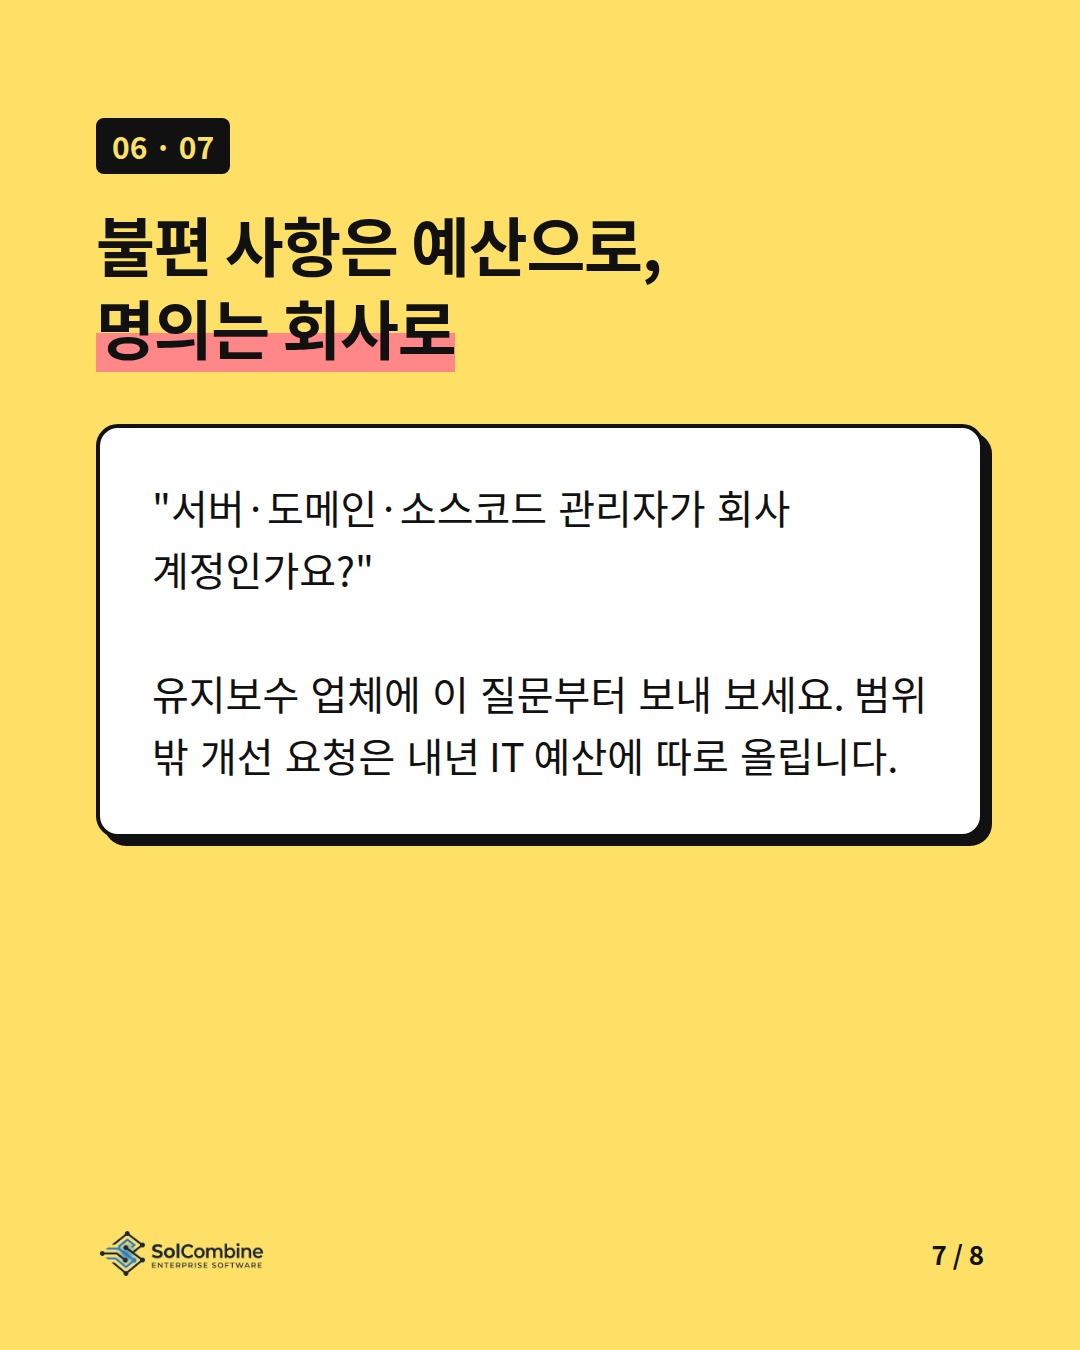 06 · 07
불편 사항은 예산으로,
명의는 회사로
"서버·도메인·소스코드 관리자가 회사
계정인가요?"
유지보수 업체에 이 질문부터 보내 보세요. 범위
밖 개선 요청은 내년 IT 예산에 따로 올립니다.
SolCombine
ENTERPRISE SOFTWARE
7 / 8